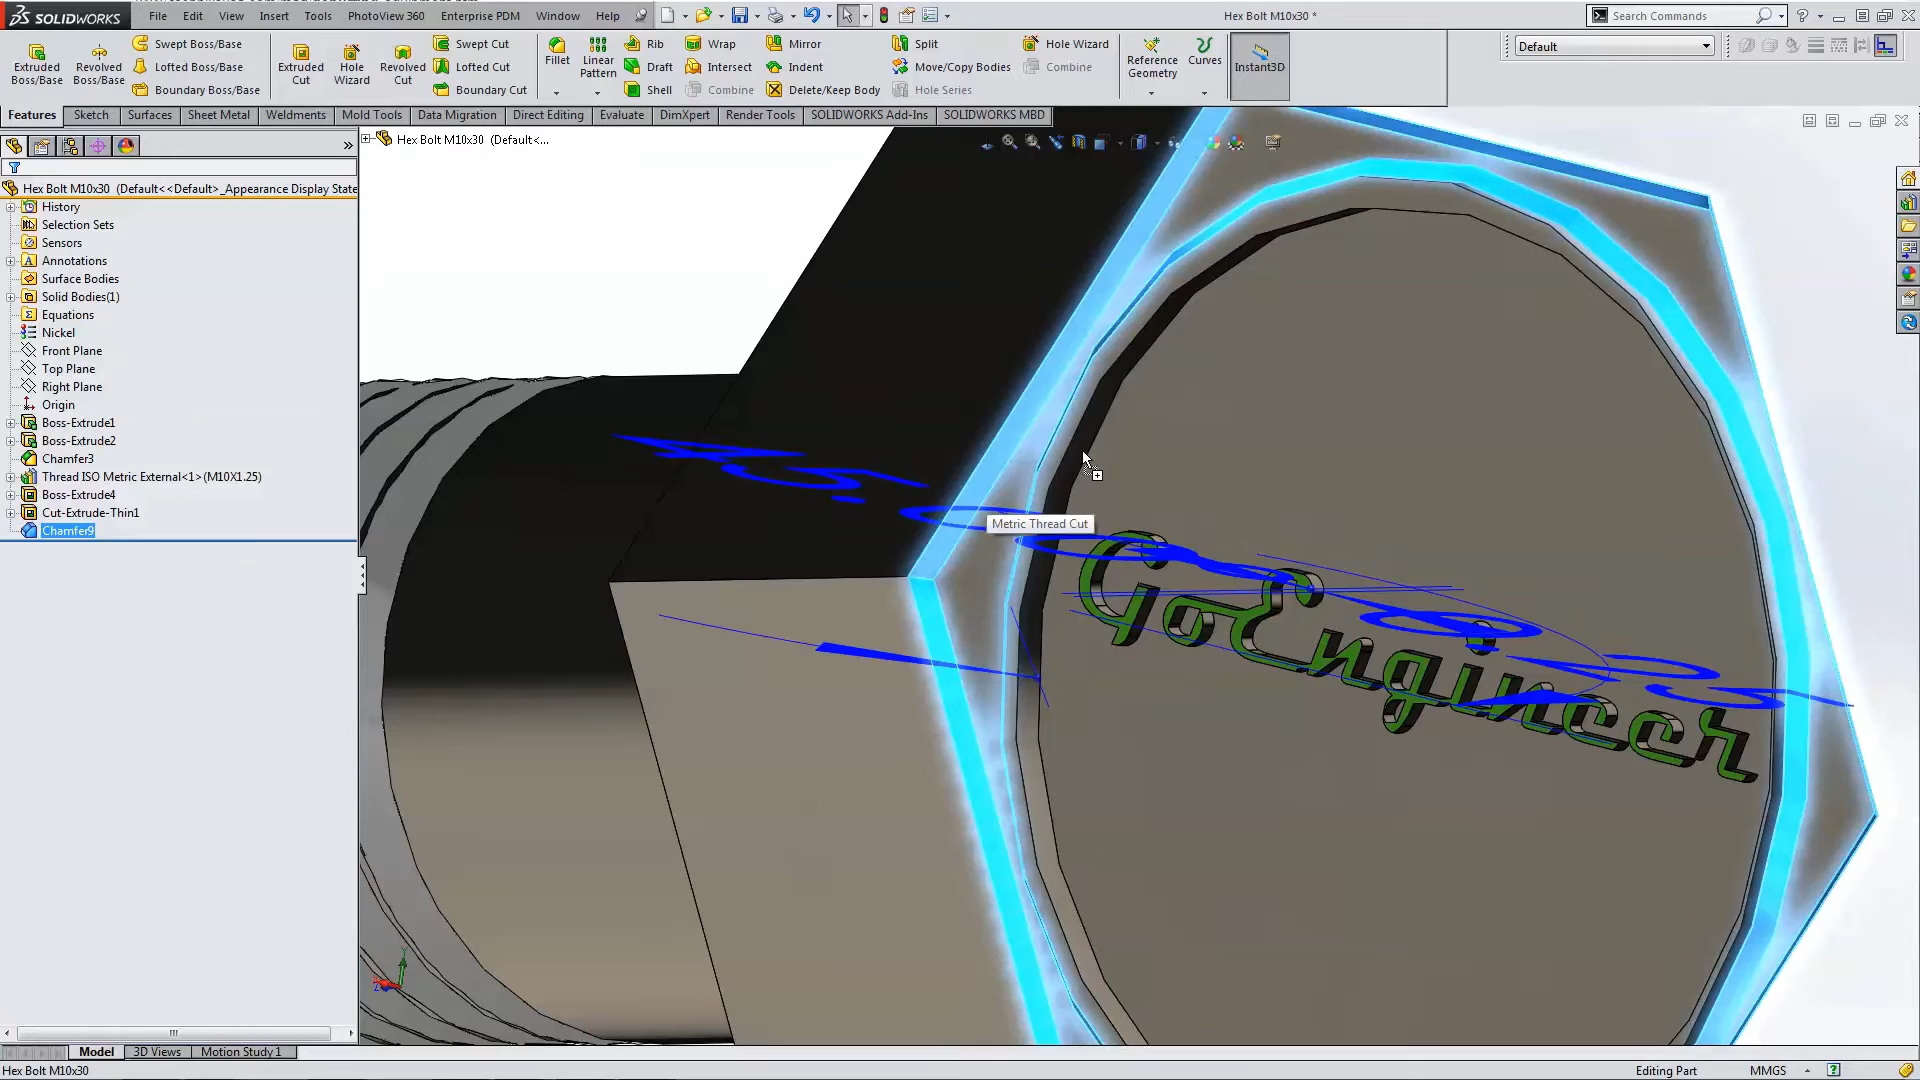 SOLIDWORKS File Edit View Insert Tools PhotoView 360 Enterprise PDM Window Help Hex Bolt M10x30 * Search Commands
Extruded Boss/Base Revolved Boss/Base Swept Boss/Base Lofted Boss/Base Boundary Boss/Base Extruded Cut Hole Wizard Revolved Cut Swept Cut Lofted Cut Boundary Cut Fillet Linear Pattern Rib Draft Shell Wrap Intersect Combine Mirror Indent Delete/Keep Body Split Move/Copy Bodies Hole Series Hole Wizard Combine Reference Geometry Curves Instant3D Default
Features Sketch Surfaces Sheet Metal Weldments Mold Tools Data Migration Direct Editing Evaluate DimXpert Render Tools SOLIDWORKS Add-Ins SOLIDWORKS MBD
Hex Bolt M10x30 (Default<...
Hex Bolt M10x30 (Default<<Default>_Appearance Display State
History
Selection Sets
Sensors
Annotations
Surface Bodies
Solid Bodies(1)
Equations
Nickel
Front Plane
Top Plane
Right Plane
Origin
Boss-Extrude1
Boss-Extrude2
Chamfer3
Thread ISO Metric External<1>(M10X1.25)
Boss-Extrude4
Cut-Extrude-Thin1
Chamfer9
Metric Thread Cut
GoEngineer
Model 3D Views Motion Study 1
Hex Bolt M10x30 Editing Part MMGS